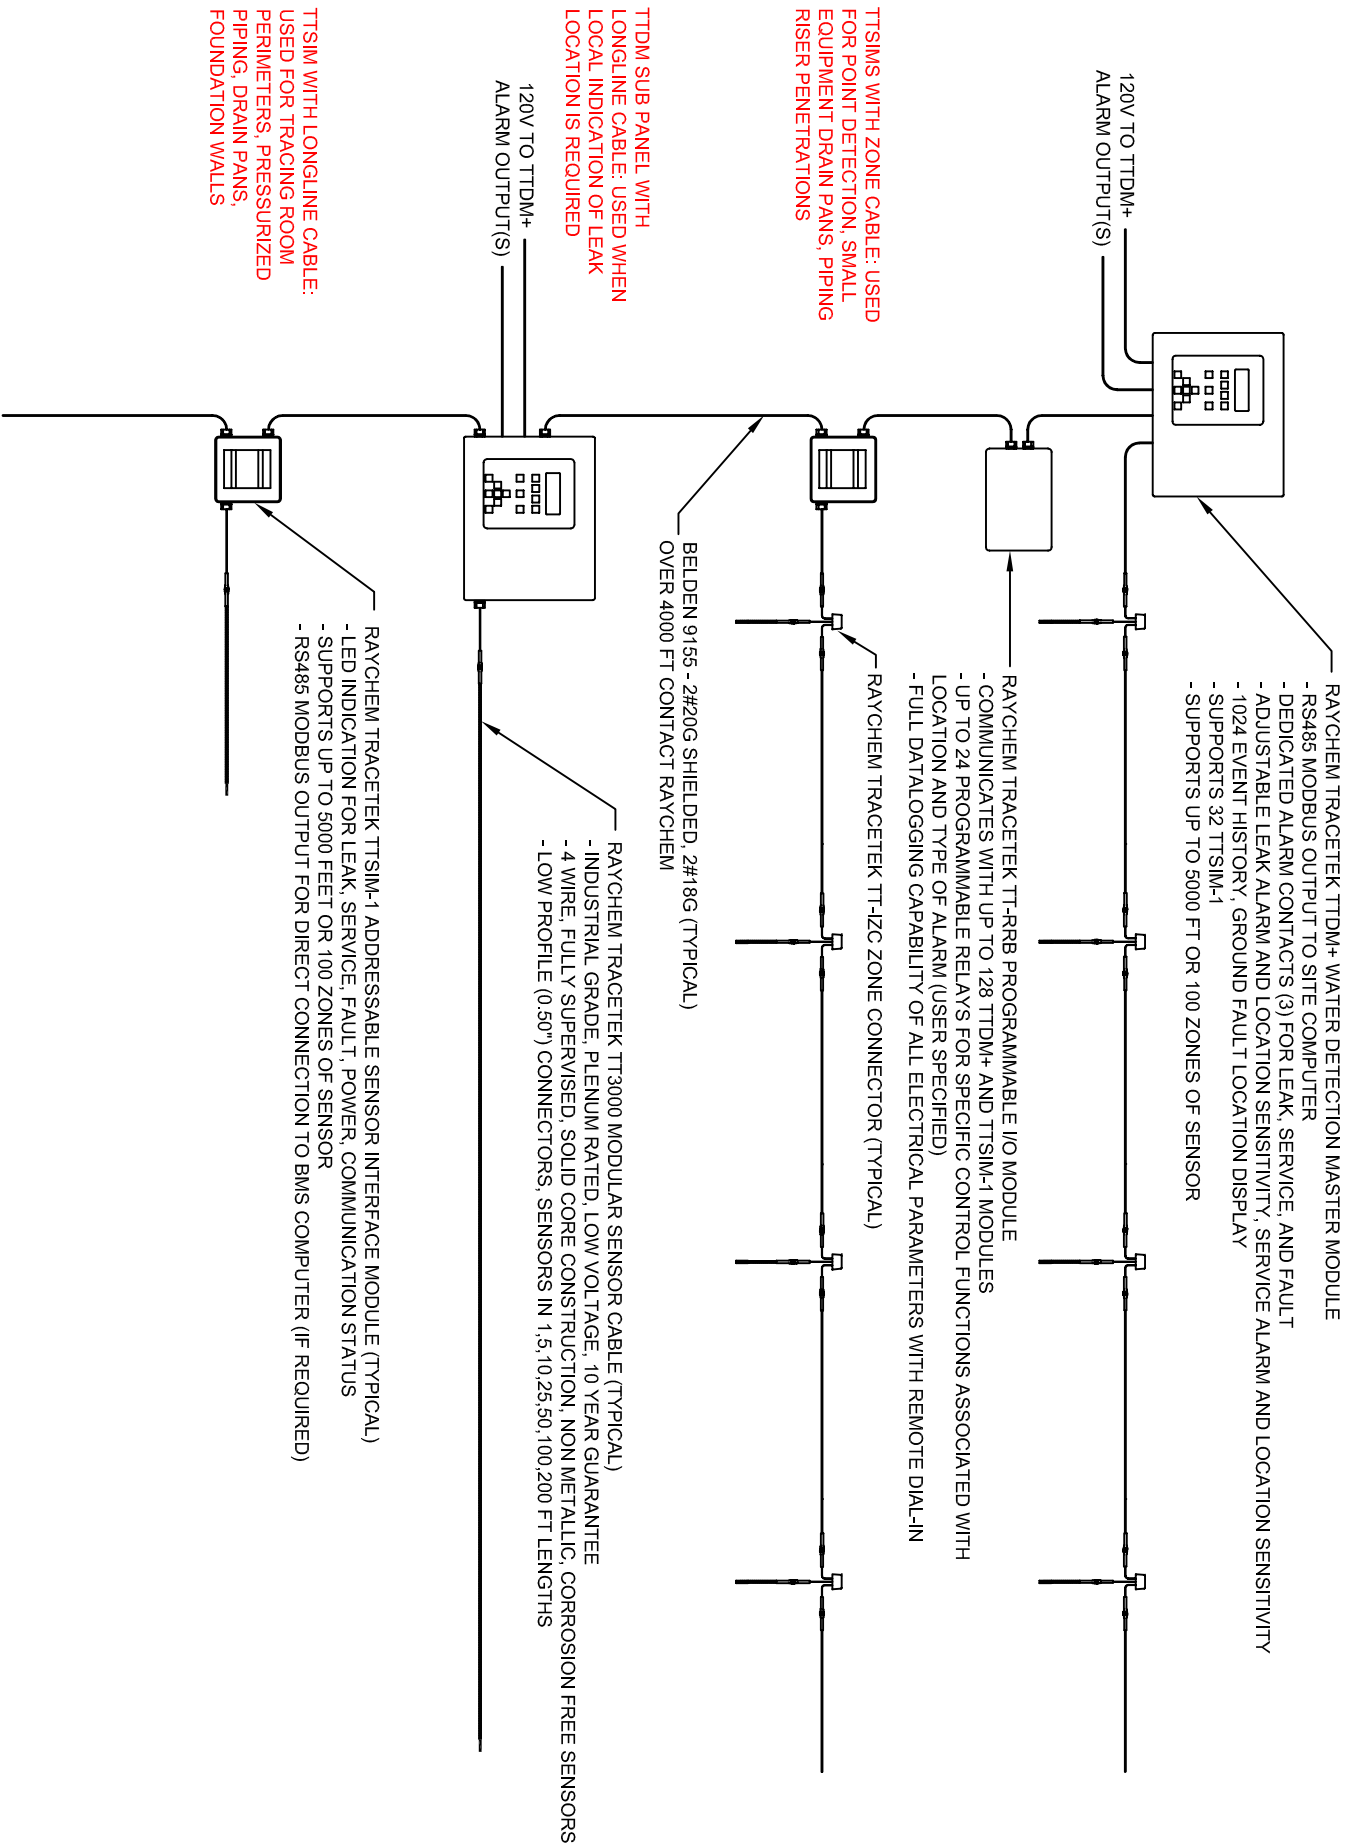 120V TO TTDM+
ALARM OUTPUT(S)
RAYCHEM TRACETEK TTDM+ WATER DETECTION MASTER MODULE
- RS485 MODBUS OUTPUT TO SITE COMPUTER
- DEDICATED ALARM CONTACTS (3) FOR LEAK, SERVICE, AND FAULT
- ADJUSTABLE LEAK ALARM AND LOCATION SENSITIVITY, SERVICE ALARM AND LOCATION SENSITIVITY
- 1024 EVENT HISTORY, GROUND FAULT LOCATION DISPLAY
- SUPPORTS 32 TTSIM-1
- SUPPORTS UP TO 5000 FT OR 100 ZONES OF SENSOR
RAYCHEM TRACETEK TT-RRB PROGRAMMABLE I/O MODULE
- COMMUNICATES WITH UP TO 128 TTDM+ AND TTSIM-1 MODULES
- UP TO 24 PROGRAMMABLE RELAYS FOR SPECIFIC CONTROL FUNCTIONS ASSOCIATED WITH
LOCATION AND TYPE OF ALARM (USER SPECIFIED)
- FULL DATALOGGING CAPABILITY OF ALL ELECTRICAL PARAMETERS WITH REMOTE DIAL-IN
TTSIMS WITH ZONE CABLE: USED
FOR POINT DETECTION, SMALL
EQUIPMENT DRAIN PANS, PIPING
RISER PENETRATIONS
RAYCHEM TRACETEK TT-IZC ZONE CONNECTOR (TYPICAL)
BELDEN 9155 - 2#20G SHIELDED, 2#18G (TYPICAL)
OVER 4000 FT CONTACT RAYCHEM
TTDM SUB PANEL WITH
LONGLINE CABLE: USED WHEN
LOCAL INDICATION OF LEAK
LOCATION IS REQUIRED
120V TO TTDM+
ALARM OUTPUT(S)
RAYCHEM TRACETEK TT3000 MODULAR SENSOR CABLE (TYPICAL)
- INDUSTRIAL GRADE, PLENUM RATED, LOW VOLTAGE, 10 YEAR GUARANTEE
- 4 WIRE, FULLY SUPERVISED, SOLID CORE CONSTRUCTION, NON METALLIC, CORROSION FREE SENSORS
- LOW PROFILE (0.50") CONNECTORS, SENSORS IN 1,5,10,25,50,100,200 FT LENGTHS
TTSIM WITH LONGLINE CABLE:
USED FOR TRACING ROOM
PERIMETERS, PRESSURIZED
PIPING, DRAIN PANS,
FOUNDATION WALLS
RAYCHEM TRACETEK TTSIM-1 ADDRESSABLE SENSOR INTERFACE MODULE (TYPICAL)
- LED INDICATION FOR LEAK, SERVICE, FAULT, POWER, COMMUNICATION STATUS
- SUPPORTS UP TO 5000 FEET OR 100 ZONES OF SENSOR
- RS485 MODBUS OUTPUT FOR DIRECT CONNECTION TO BMS COMPUTER (IF REQUIRED)